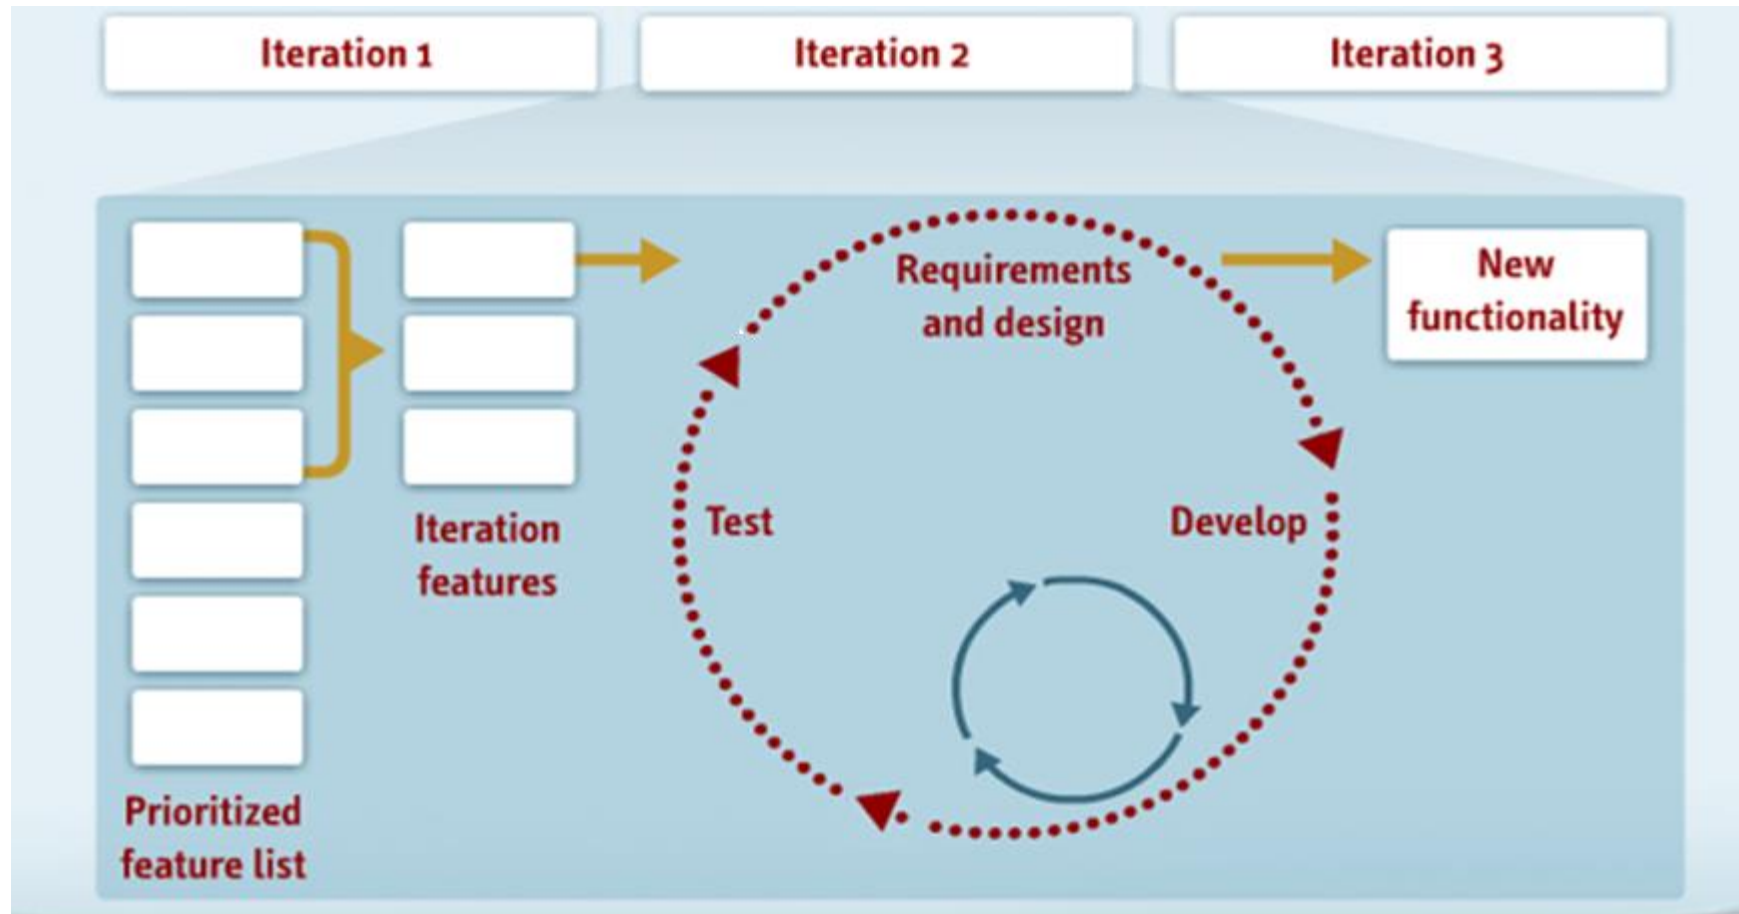 Iteration 1
Iteration 2
Iteration 3
Requirements
and design
New
functionality
Test
Develop
Iteration
features
Prioritized
feature list